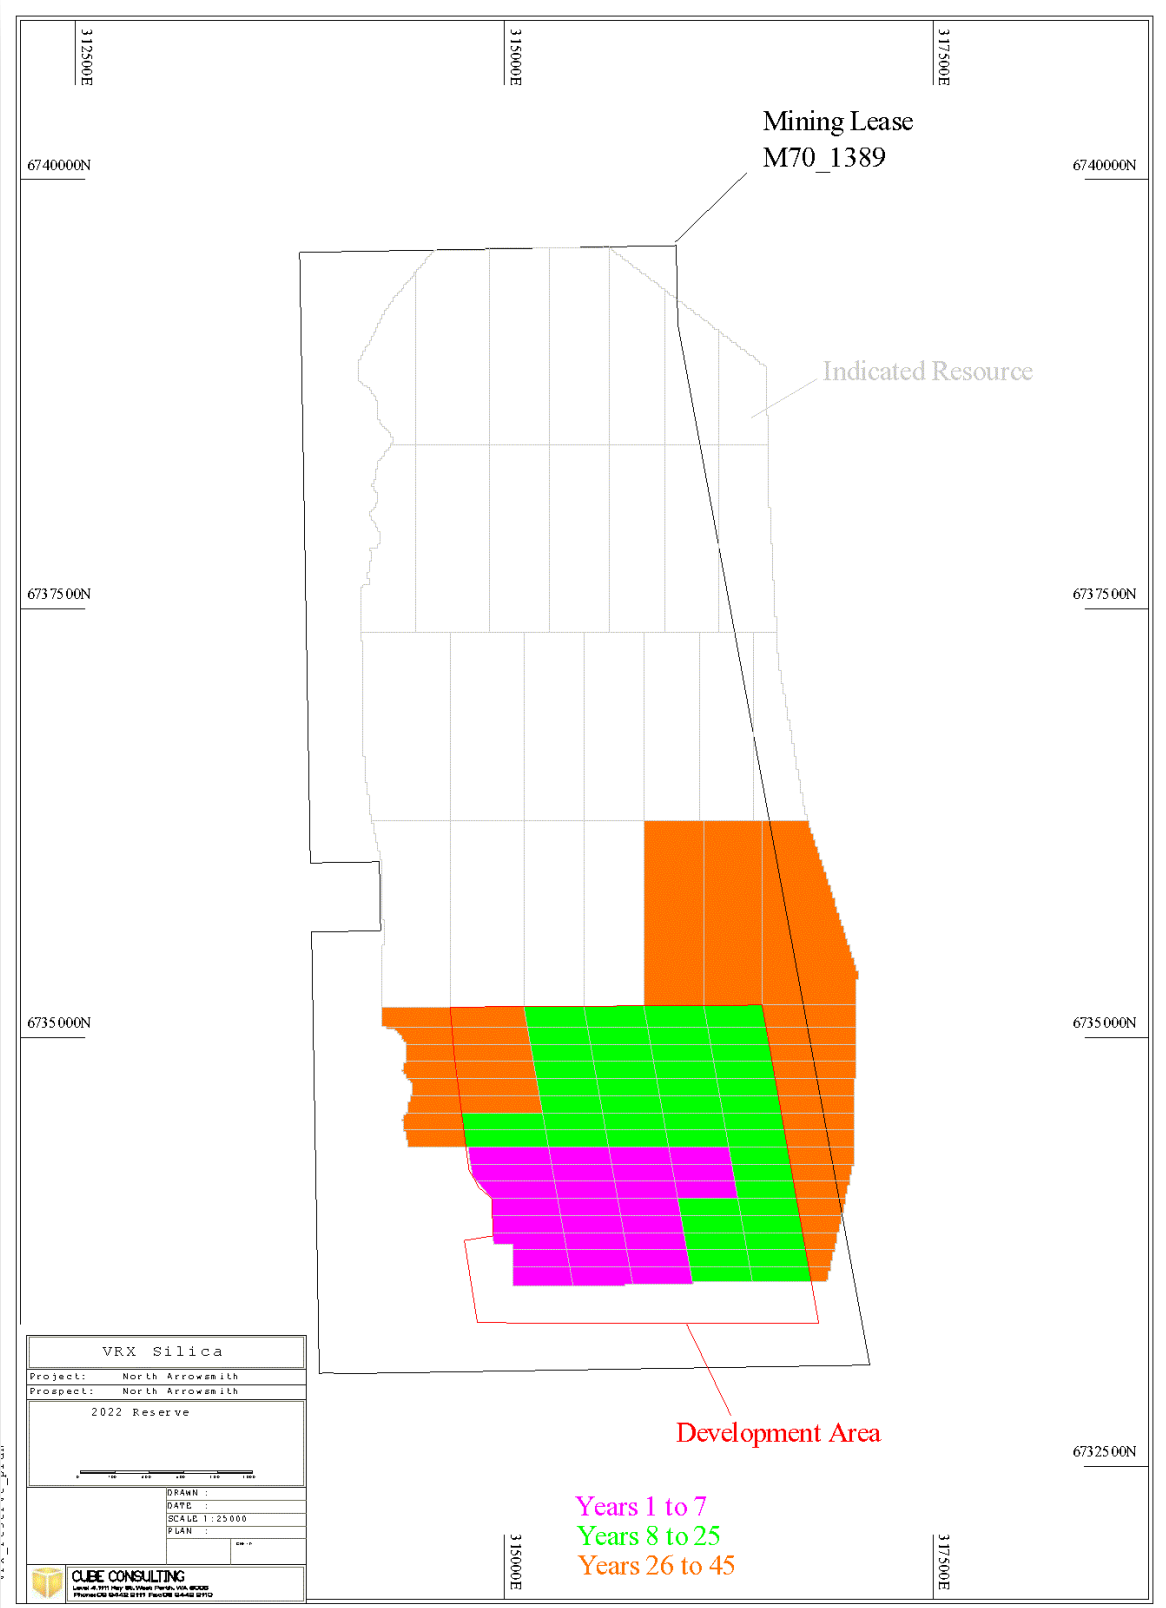 312500E
315000E
317500E
Mining Lease
M70_1389
6740000N
6740000N
Indicated Resource
6737500N
6737500N
6735000N
6735000N
VRX Silica
Project: North Arrowsmith
Prospect: North Arrowsmith
2022 Reserve
Development Area
6732500N
DRAWN :
DATE :
SCALE 1:25000
PLAN :
Years 1 to 7
Years 8 to 25
Years 26 to 45
315000E
317500E
CUBE CONSULTING